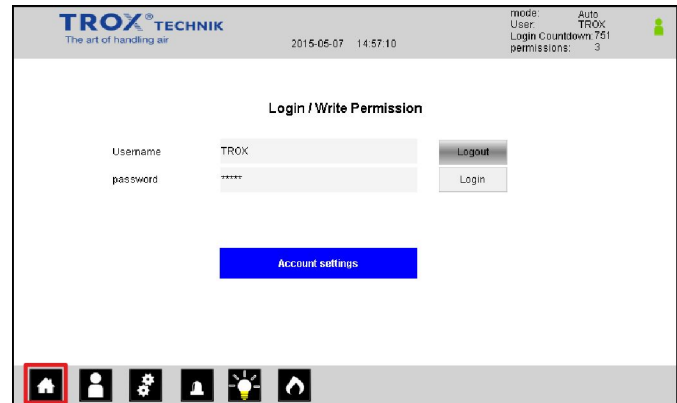 TROX® TECHNIK
The art of handling air
2015-05-07 14:57:10
mode: Auto
User: TROX
Login Countdown: 751
permissions: 3
Login / Write Permission
Username TROX Logout
password ***** Login
Account settings